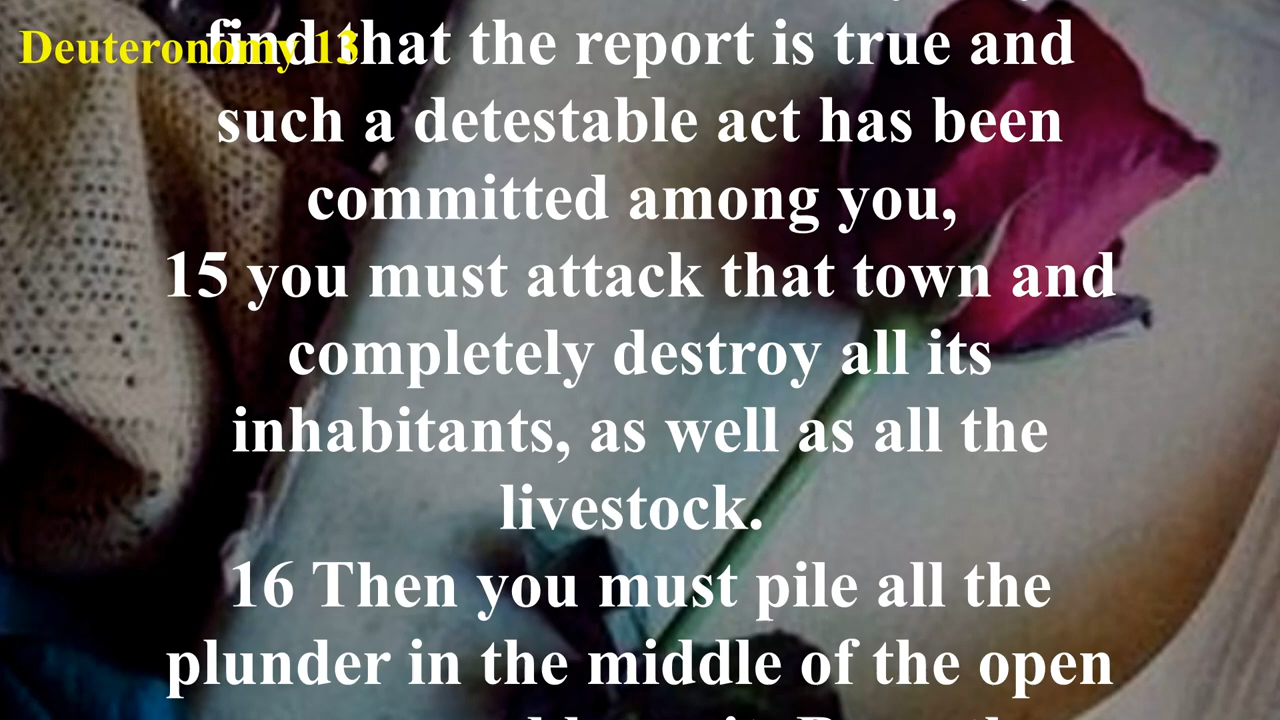 Deuteronomy 13
find that the report is true and
such a detestable act has been
committed among you,
15 you must attack that town and
completely destroy all its
inhabitants, as well as all the
livestock.
16 Then you must pile all the
plunder in the middle of the open